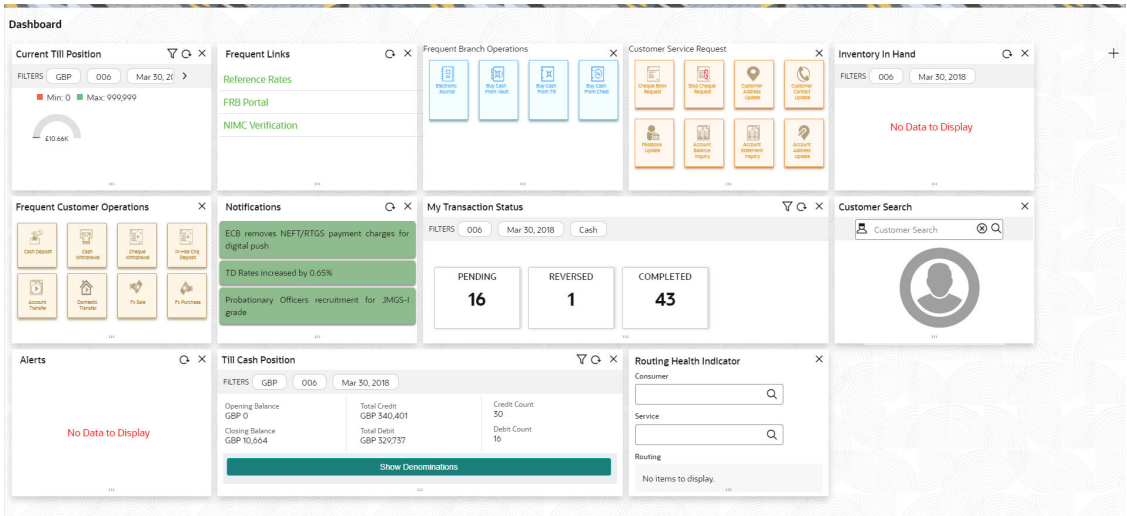 Dashboard
Current Till Position
FILTERS GBP 006 Mar 30, 20
Min: 0 Max: 999,999
£10.66K
Frequent Links
Reference Rates
FRB Portal
NIMC Verification
Frequent Branch Operations
Electronic
Journal
Buy Cash
From Vault
Buy Cash
From Till
Buy Cash
From Chest
Customer Service Request
Cheque Book
Request
Stop Cheque
Request
Customer
Address
Update
Customer
Contact
Update
Passbook
Update
Account
Balance
Inquiry
Account
Statement
Inquiry
Account
Address
Update
Inventory In Hand
FILTERS 006 Mar 30, 2018
No Data to Display
Frequent Customer Operations
Cash Deposit
Cash
Withdrawal
Cheque
Withdrawal
In-Hse Chq
Deposit
Account
Transfer
Domestic
Transfer
Fx Sale
Fx Purchase
Notifications
ECB removes NEFT/RTGS payment charges for
digital push
TD Rates increased by 0.65%
Probationary Officers recruitment for JMGS-I
grade
My Transaction Status
FILTERS 006 Mar 30, 2018 Cash
PENDING
16
REVERSED
1
COMPLETED
43
Customer Search
Customer Search
Alerts
No Data to Display
Till Cash Position
FILTERS GBP 006 Mar 30, 2018
Opening Balance
GBP 0
Total Credit
GBP 340,401
Credit Count
30
Closing Balance
GBP 10,664
Total Debit
GBP 329,737
Debit Count
16
Show Denominations
Routing Health Indicator
Consumer
Service
Routing
No items to display.